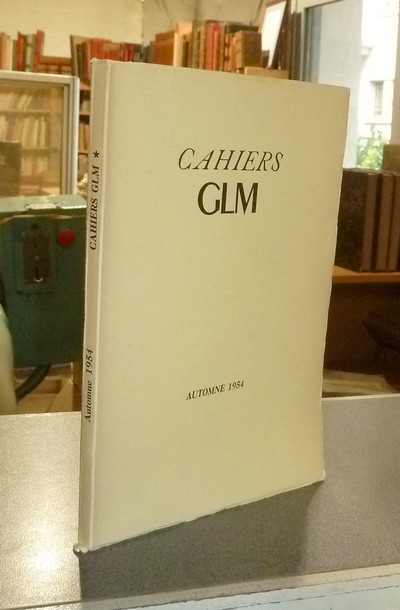 CAHIERS
GLM
AUTOMNE 1954
Automne 1954
CAHIERS GLM ★